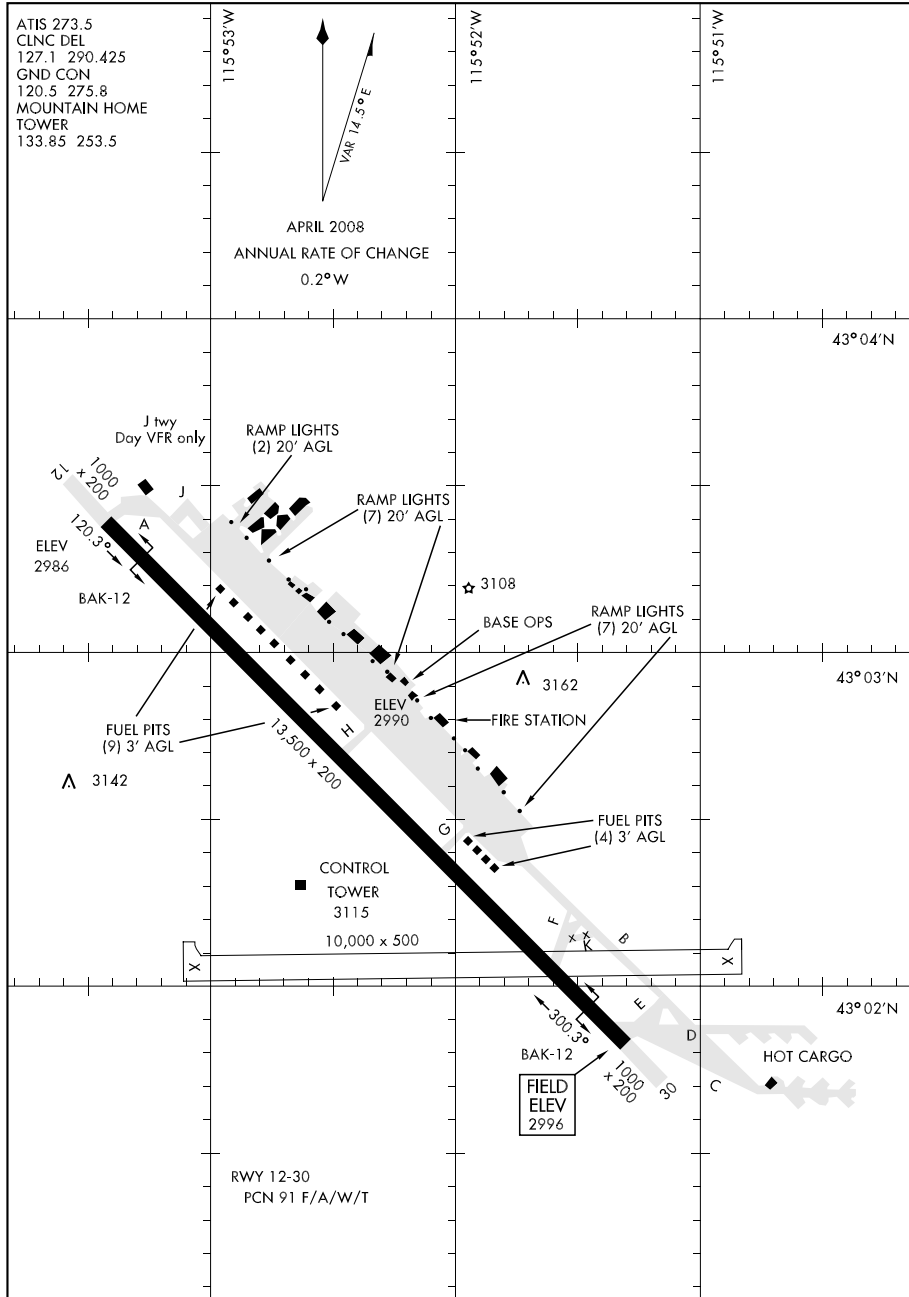 ATIS 273.5
CLNC DEL
127.1 290.425
GND CON
120.5 275.8
MOUNTAIN HOME
TOWER
133.85 253.5
115°53'W
115°52'W
115°51'W
VAR 14.5°E
APRIL 2008
ANNUAL RATE OF CHANGE
0.2°W
43°04'N
J twy
Day VFR only
RAMP LIGHTS
(2) 20' AGL
12
1000
x 200
J
RAMP LIGHTS
(7) 20' AGL
120.3°
A
ELEV
2986
BAK-12
3108
RAMP LIGHTS
(7) 20' AGL
BASE OPS
43°03'N
3162
ELEV
2990
FIRE STATION
FUEL PITS
(9) 3' AGL
13,500 x 200
H
3142
G
FUEL PITS
(4) 3' AGL
CONTROL
TOWER
3115
F
x x
K
B
10,000 x 500
X
X
43°02'N
300.3°
E
D
BAK-12
HOT CARGO
1000
x 200
30
C
FIELD
ELEV
2996
RWY 12-30
PCN 91 F/A/W/T